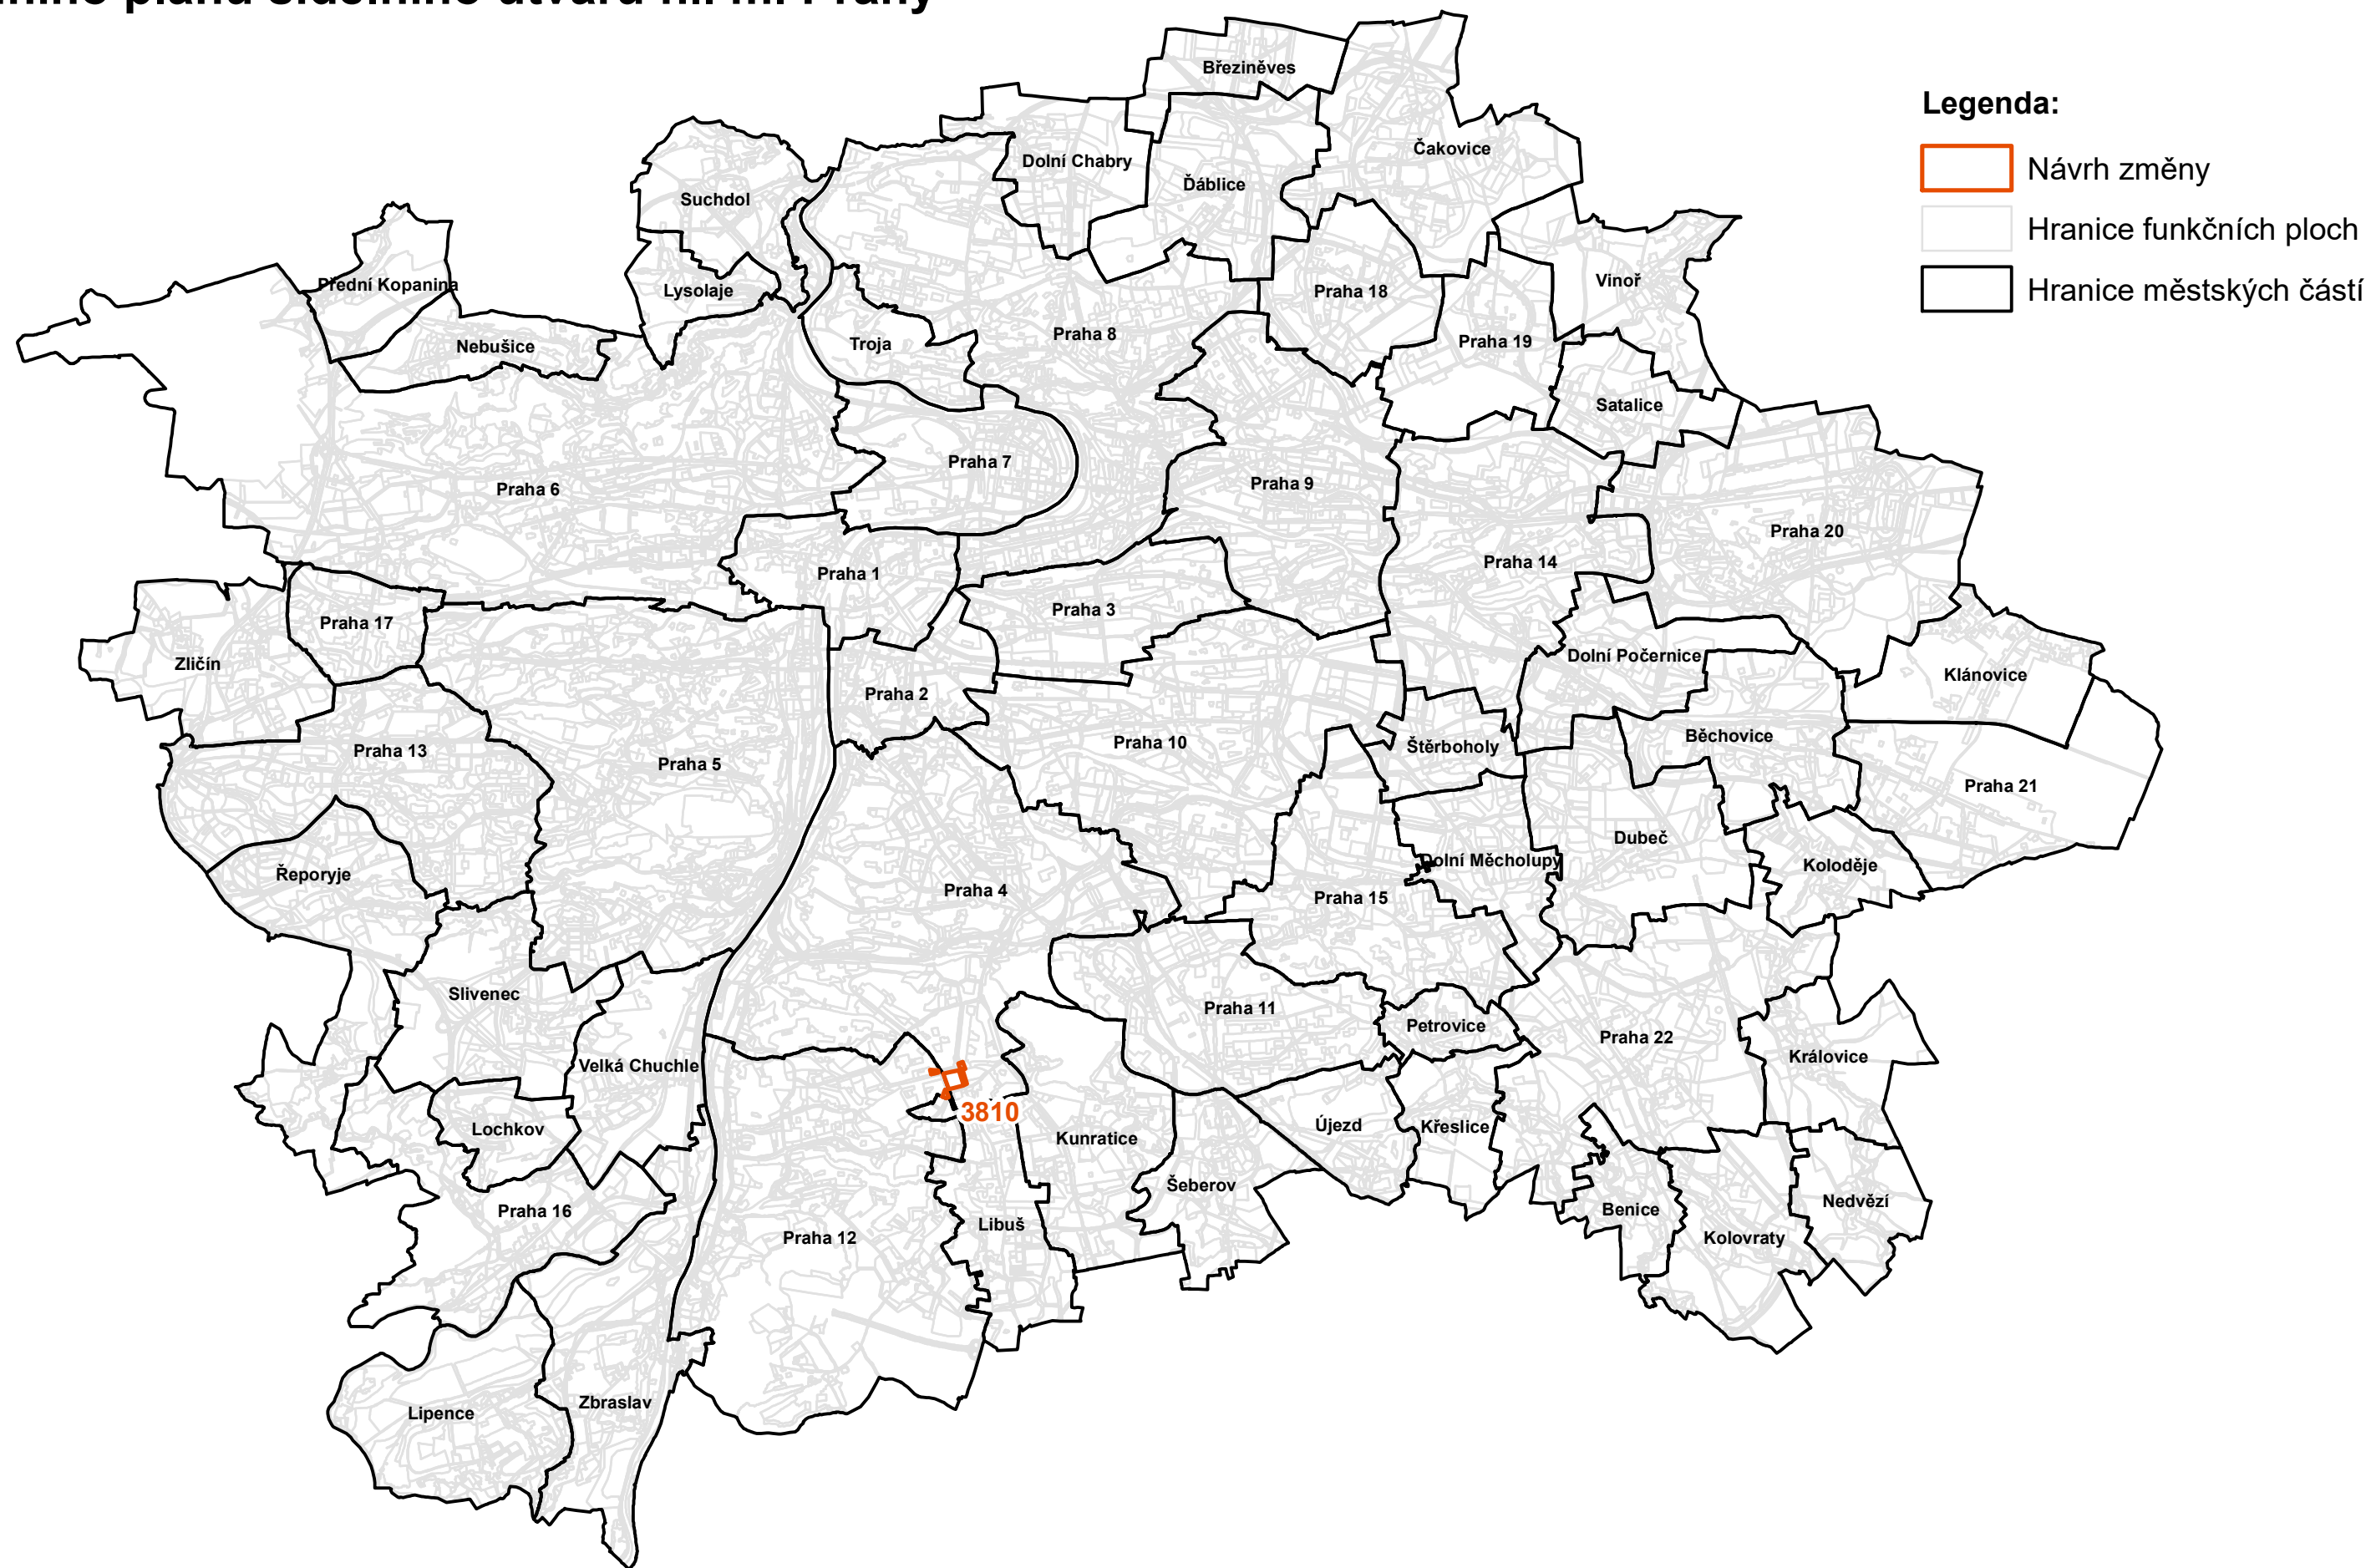 Legenda:
Návrh změny
Hranice funkčních ploch
Hranice městských částí
Březiněves
Čakovice
Dolní Chabry
Ďáblice
Suchdol
Přední Kopanina
Lysolaje
Vinoř
Praha 18
Nebušice
Troja
Praha 8
Praha 19
Satalice
Praha 7
Praha 6
Praha 9
Praha 20
Praha 14
Praha 1
Praha 3
Praha 17
Zličín
Dolní Počernice
Klánovice
Praha 2
Praha 13
Praha 5
Praha 10
Štěrboholy
Běchovice
Praha 21
Dubeč
Řeporyje
Praha 4
Praha 15
Dolní Měcholupy
Koloděje
Slivenec
Praha 11
Petrovice
Praha 22
Královice
Velká Chuchle
3810
Lochkov
Kunratice
Újezd
Křeslice
Šeberov
Praha 16
Libuš
Benice
Nedvězí
Praha 12
Kolovraty
Lipence
Zbraslav